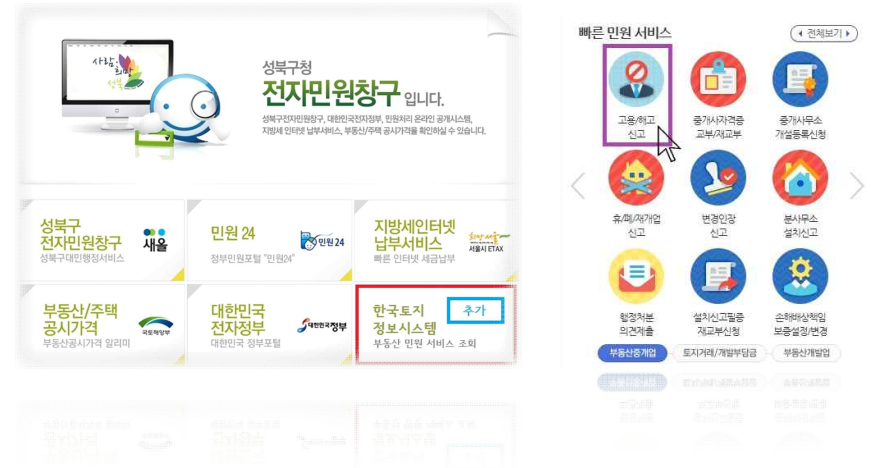 사람,
희망
성북
성북구청
전자민원창구 입니다.
성북구전자민원창구, 대한민국전자정부, 민원처리 온라인 공개시스템,
지방세 인터넷 납부서비스, 부동산/주택 공시가격을 확인하실 수 있습니다.
성북구
전자민원창구
성북구대민행정서비스
새올
민원 24
정부민원포털 "민원24"
민원 24
지방세인터넷
납부서비스
빠른 인터넷 세금납부
서울시 ETAX
부동산/주택
공시가격
부동산공시가격 알리미
국토해양부
대한민국
전자정부
대한민국 정부포털
대한민국정부
한국토지
정보시스템
부동산 민원 서비스 조회
추가
빠른 민원 서비스
전체보기
고용/해고
신고
중개사자격증
교부/재교부
중개사무소
개설등록신청
휴/폐/재개업
신고
변경인장
신고
분사무소
설치신고
행정처분
의견제출
설치신고필증
재교부신청
손해배상책임
보증설정/변경
부동산중개업
토지거래/개발부담금
부동산개발업